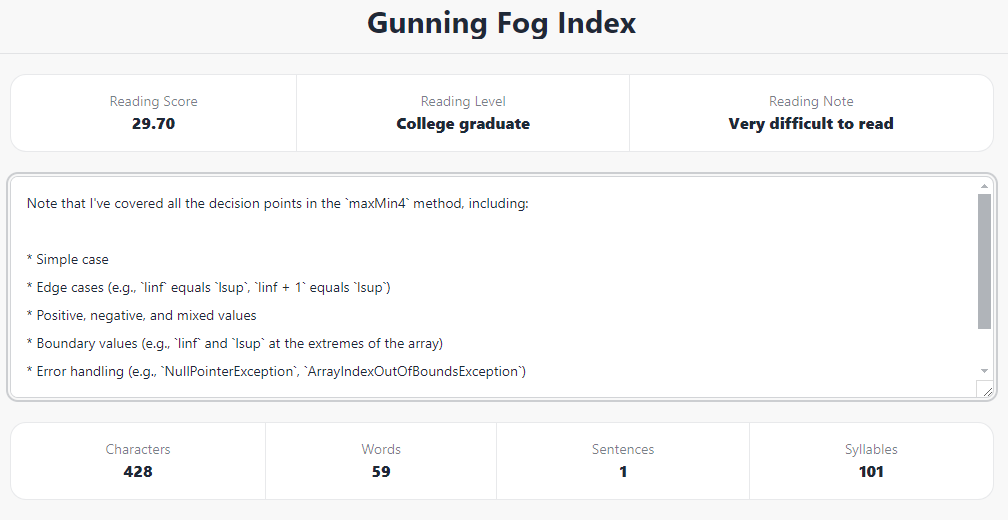 Gunning Fog Index
Reading Score
29.70
Reading Level
College graduate
Reading Note
Very difficult to read
Note that I've covered all the decision points in the `maxMin4` method, including:
* Simple case
* Edge cases (e.g., `linf` equals `lsup`, `linf + 1` equals `lsup`)
* Positive, negative, and mixed values
* Boundary values (e.g., `linf` and `lsup` at the extremes of the array)
* Error handling (e.g., `NullPointerException`, `ArrayIndexOutOfBoundsException`)
Characters
428
Words
59
Sentences
1
Syllables
101